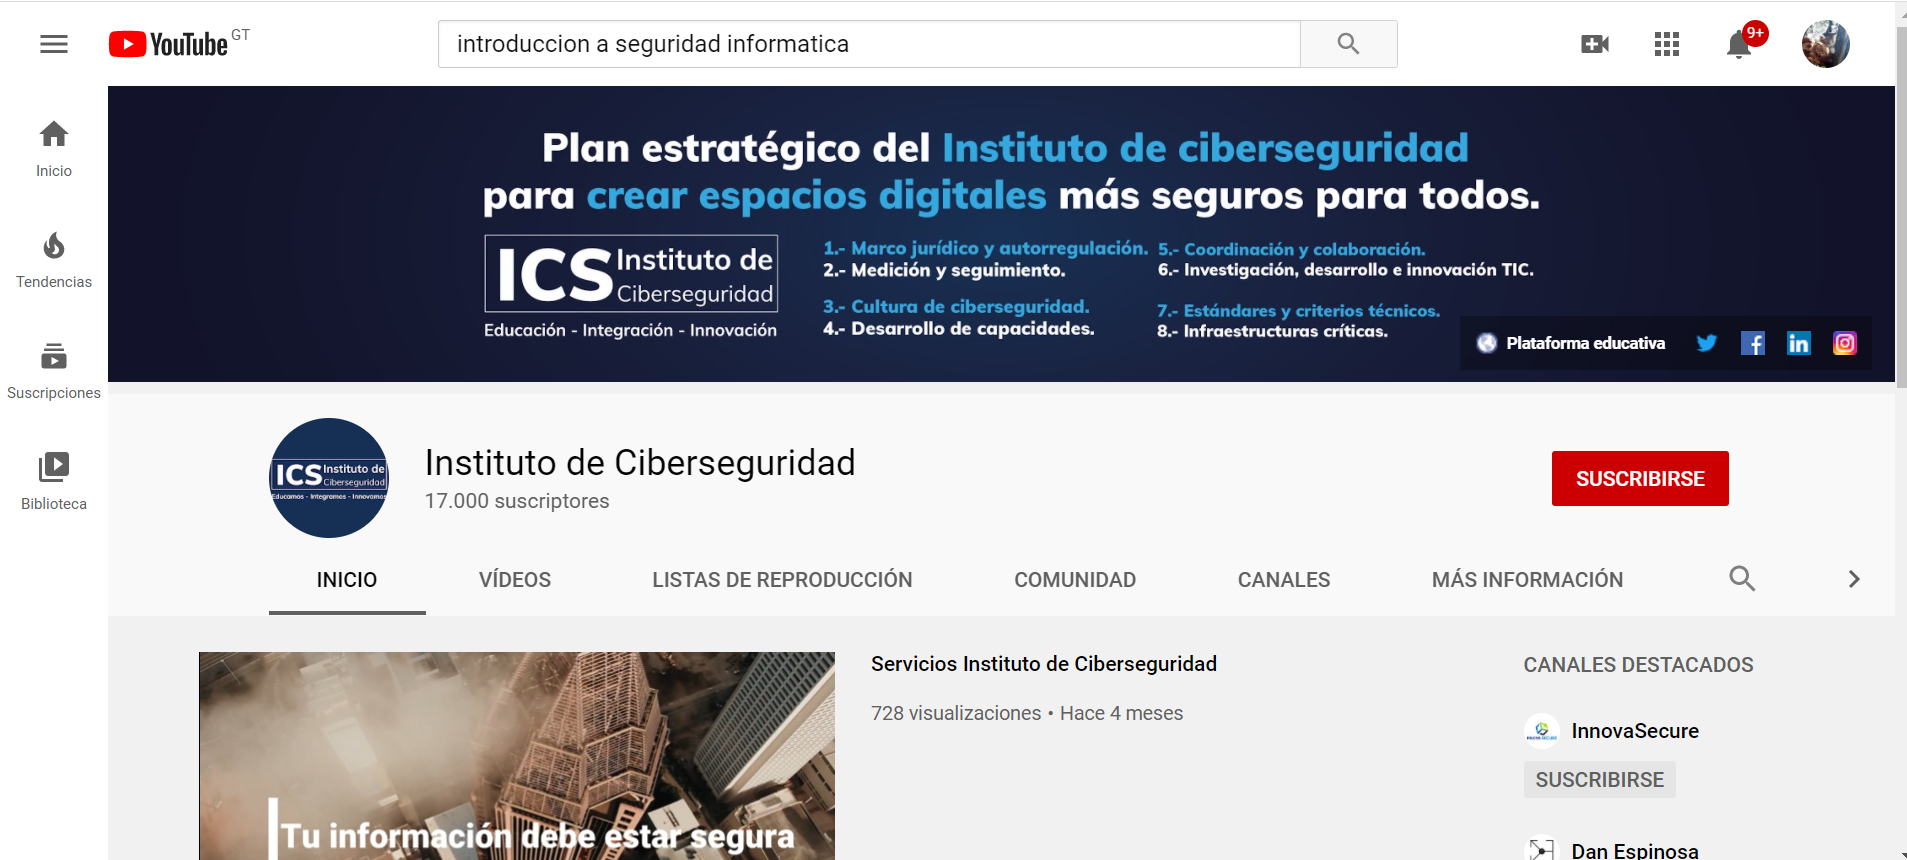 YouTube GT
introduccion a seguridad informatica
9+
Inicio
Tendencias
Suscripciones
Biblioteca
Plan estratégico del Instituto de ciberseguridad
para crear espacios digitales más seguros para todos.
ICS Instituto de
Ciberseguridad
Educación - Integración - Innovación
1.- Marco jurídico y autorregulación.
2.- Medición y seguimiento.
3.- Cultura de ciberseguridad.
4.- Desarrollo de capacidades.
5.- Coordinación y colaboración.
6.- Investigación, desarrollo e innovación TIC.
7.- Estándares y criterios técnicos.
8.- Infraestructuras críticas.
Plataforma educativa
ICS Instituto de
Ciberseguridad
Educamos - Integramos - Innovamos
Instituto de Ciberseguridad
17.000 suscriptores
SUSCRIBIRSE
INICIO VÍDEOS LISTAS DE REPRODUCCIÓN COMUNIDAD CANALES MÁS INFORMACIÓN
Tu información debe estar segura
Servicios Instituto de Ciberseguridad
728 visualizaciones • Hace 4 meses
CANALES DESTACADOS
InnovaSecure
SUSCRIBIRSE
Dan Espinosa